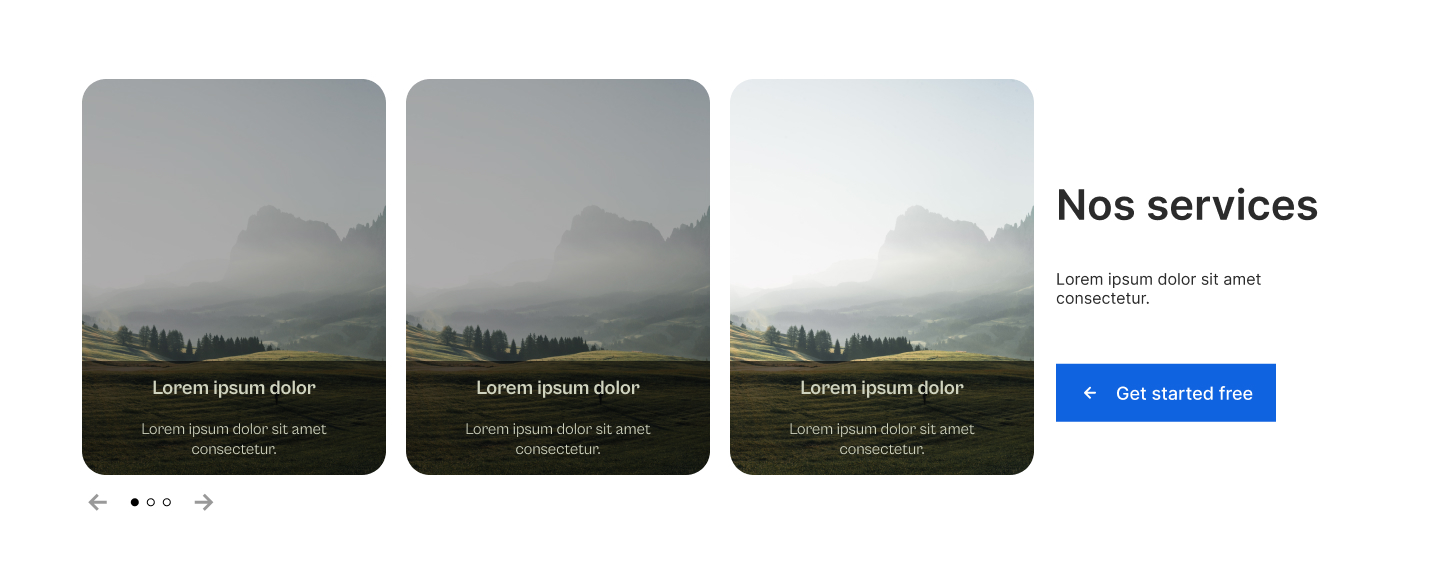 Lorem ipsum dolor
Lorem ipsum dolor sit amet
consectetur.
Lorem ipsum dolor
Lorem ipsum dolor sit amet
consectetur.
Lorem ipsum dolor
Lorem ipsum dolor sit amet
consectetur.
Nos services
Lorem ipsum dolor sit amet
consectetur.
Get started free